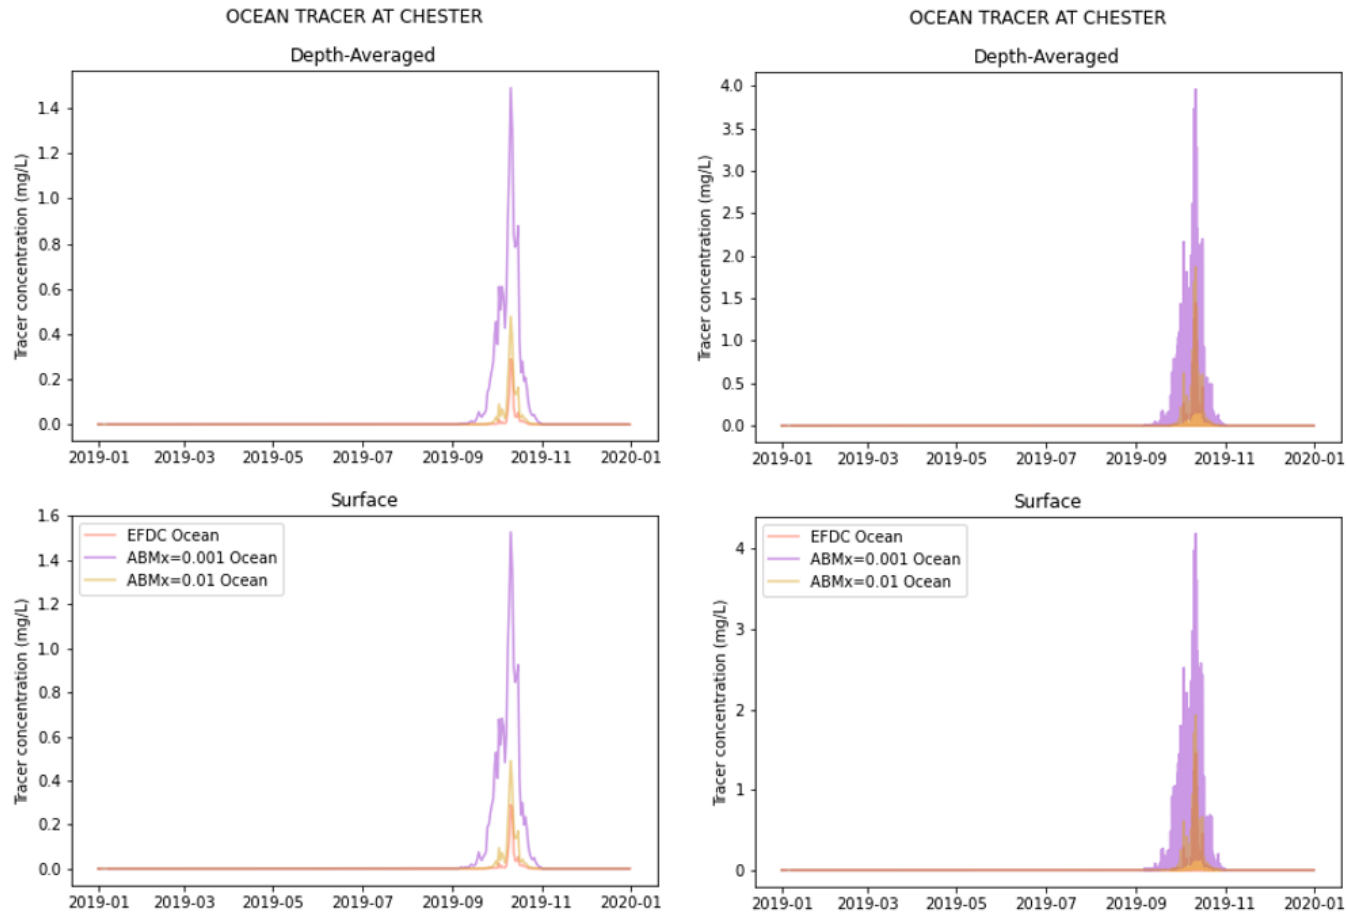 OCEAN TRACER AT CHESTER
Depth-Averaged
Tracer concentration (mg/L)
1.4
1.2
1.0
0.8
0.6
0.4
0.2
0.0
2019-01 2019-03 2019-05 2019-07 2019-09 2019-11 2020-01
OCEAN TRACER AT CHESTER
Depth-Averaged
Tracer concentration (mg/L)
4.0
3.5
3.0
2.5
2.0
1.5
1.0
0.5
0.0
2019-01 2019-03 2019-05 2019-07 2019-09 2019-11 2020-01
Surface
Tracer concentration (mg/L)
1.6
1.4
1.2
1.0
0.8
0.6
0.4
0.2
0.0
EFDC Ocean
ABMx=0.001 Ocean
ABMx=0.01 Ocean
2019-01 2019-03 2019-05 2019-07 2019-09 2019-11 2020-01
Surface
Tracer concentration (mg/L)
4
3
2
1
0
EFDC Ocean
ABMx=0.001 Ocean
ABMx=0.01 Ocean
2019-01 2019-03 2019-05 2019-07 2019-09 2019-11 2020-01